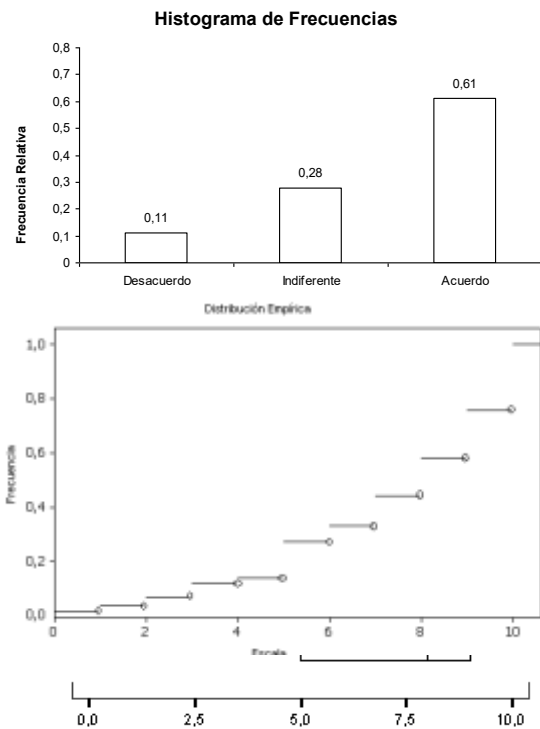 Histograma de Frecuencias
Frecuencia Relativa
0,8
0,7
0,6
0,5
0,4
0,3
0,2
0,1
0
0,11
0,28
0,61
Desacuerdo Indiferente Acuerdo
Distribución Empírica
Frecuencia
1,0
0,8
0,6
0,4
0,2
0,0
0 2 4 6 8 10
Escala
0,0 2,5 5,0 7,5 10,0